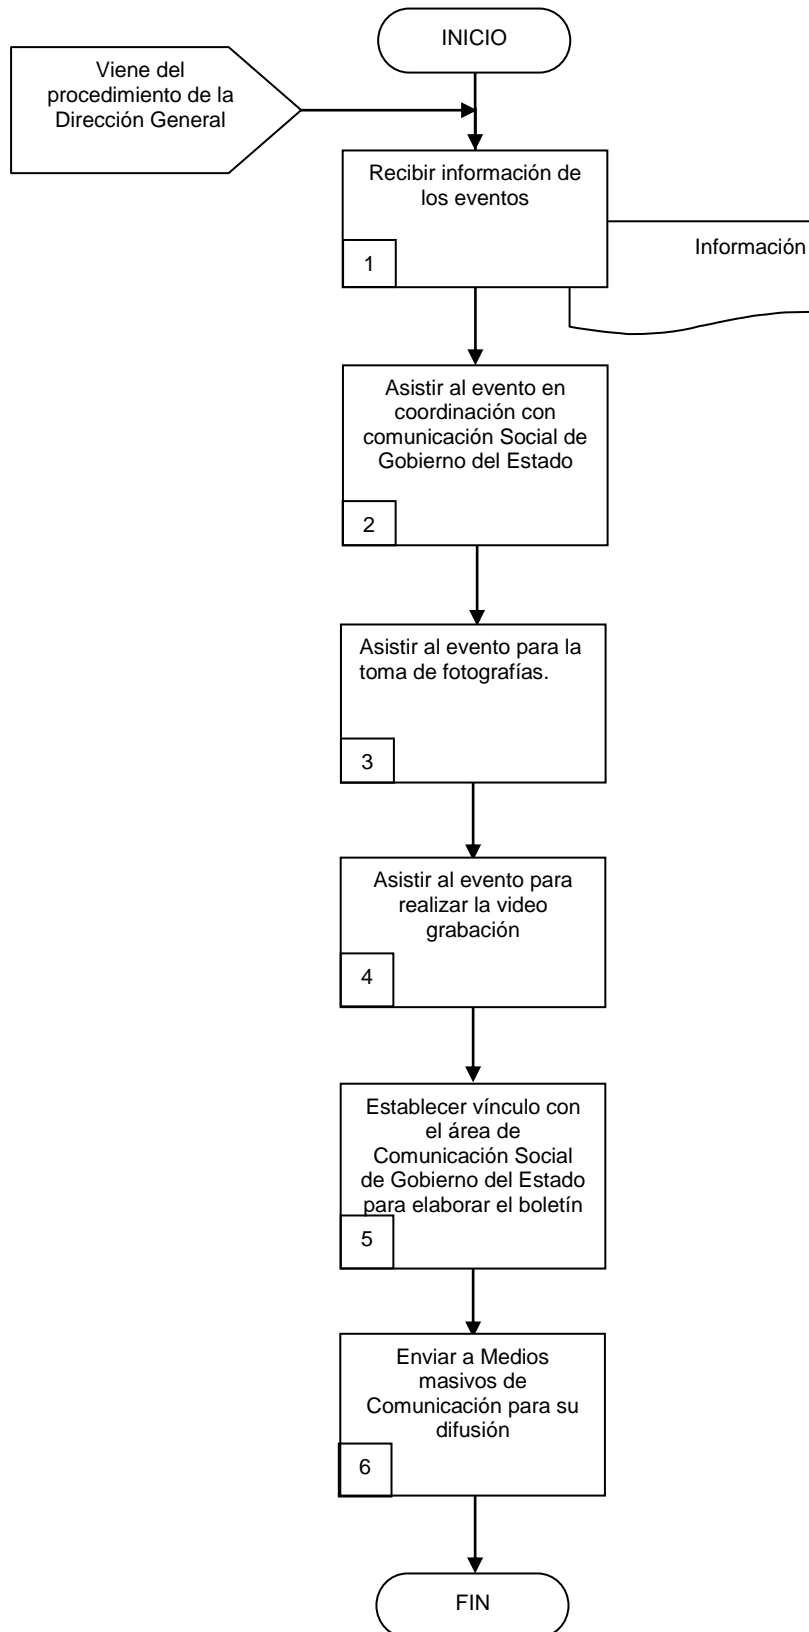 INICIO
Viene del
procedimiento de la
Dirección General
Recibir información de
los eventos
1
Información
Asistir al evento en
coordinación con
comunicación Social de
Gobierno del Estado
2
Asistir al evento para la
toma de fotografías.
3
Asistir al evento para
realizar la video
grabación
4
Establecer vínculo con
el área de
Comunicación Social
de Gobierno del Estado
para elaborar el boletín
5
Enviar a Medios
masivos de
Comunicación para su
difusión
6
FIN